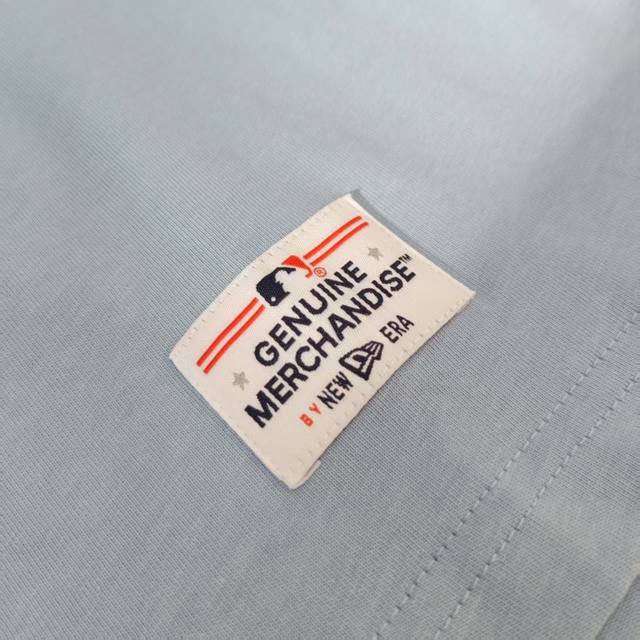 ®
GENUINE
MERCHANDISE™
BY NEW ERA